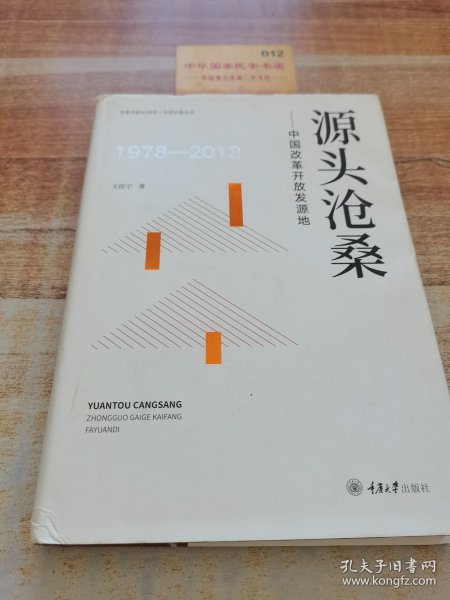 012
中华国奉民安书店
源头沧桑
——中国改革开放发源地
1978—2018
王佳宁 著
YUANTOU CANGSANG
ZHONGGUO GAIGE KAIFANG
FAYUANDI
重庆大学出版社
孔夫子旧书网
www.kongfz.com